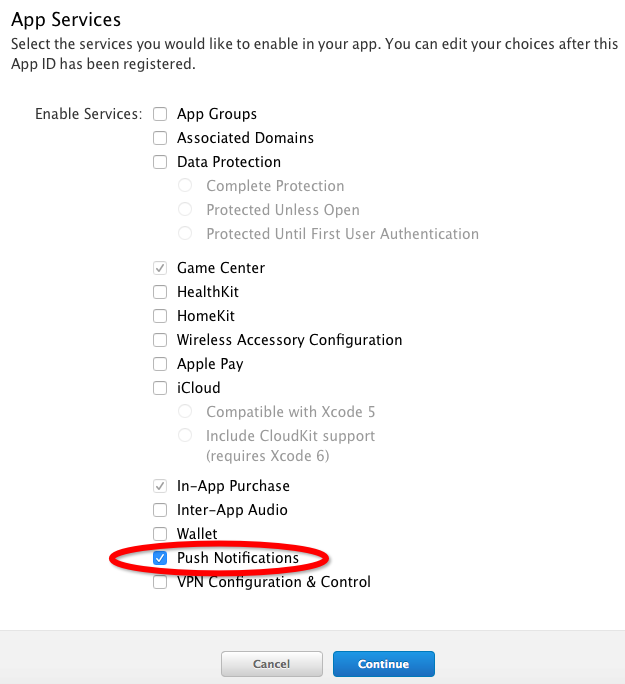 App Services
Select the services you would like to enable in your app. You can edit your choices after this
App ID has been registered.
Enable Services:
App Groups
Associated Domains
Data Protection
Complete Protection
Protected Unless Open
Protected Until First User Authentication
Game Center
HealthKit
HomeKit
Wireless Accessory Configuration
Apple Pay
iCloud
Compatible with Xcode 5
Include CloudKit support
(requires Xcode 6)
In-App Purchase
Inter-App Audio
Wallet
Push Notifications
VPN Configuration & Control
Cancel
Continue